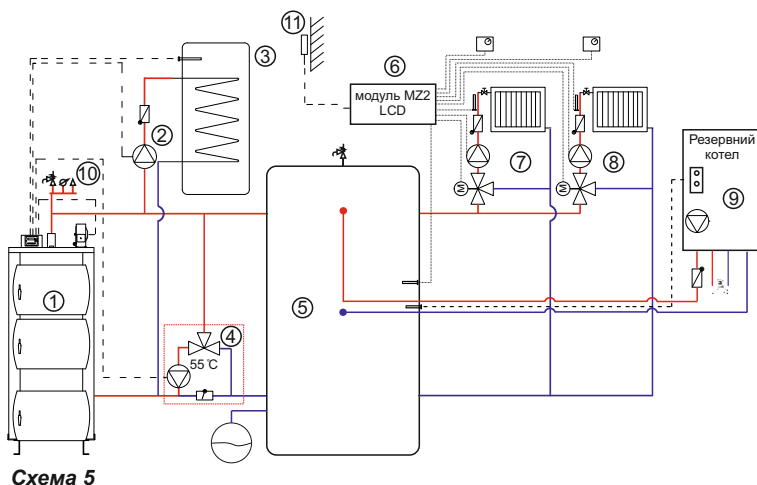 11
3
6
модуль MZ2
LCD
2
7
8
Резервний
котел
9
10
1
5
4
55 °C
M
M
Схема 5